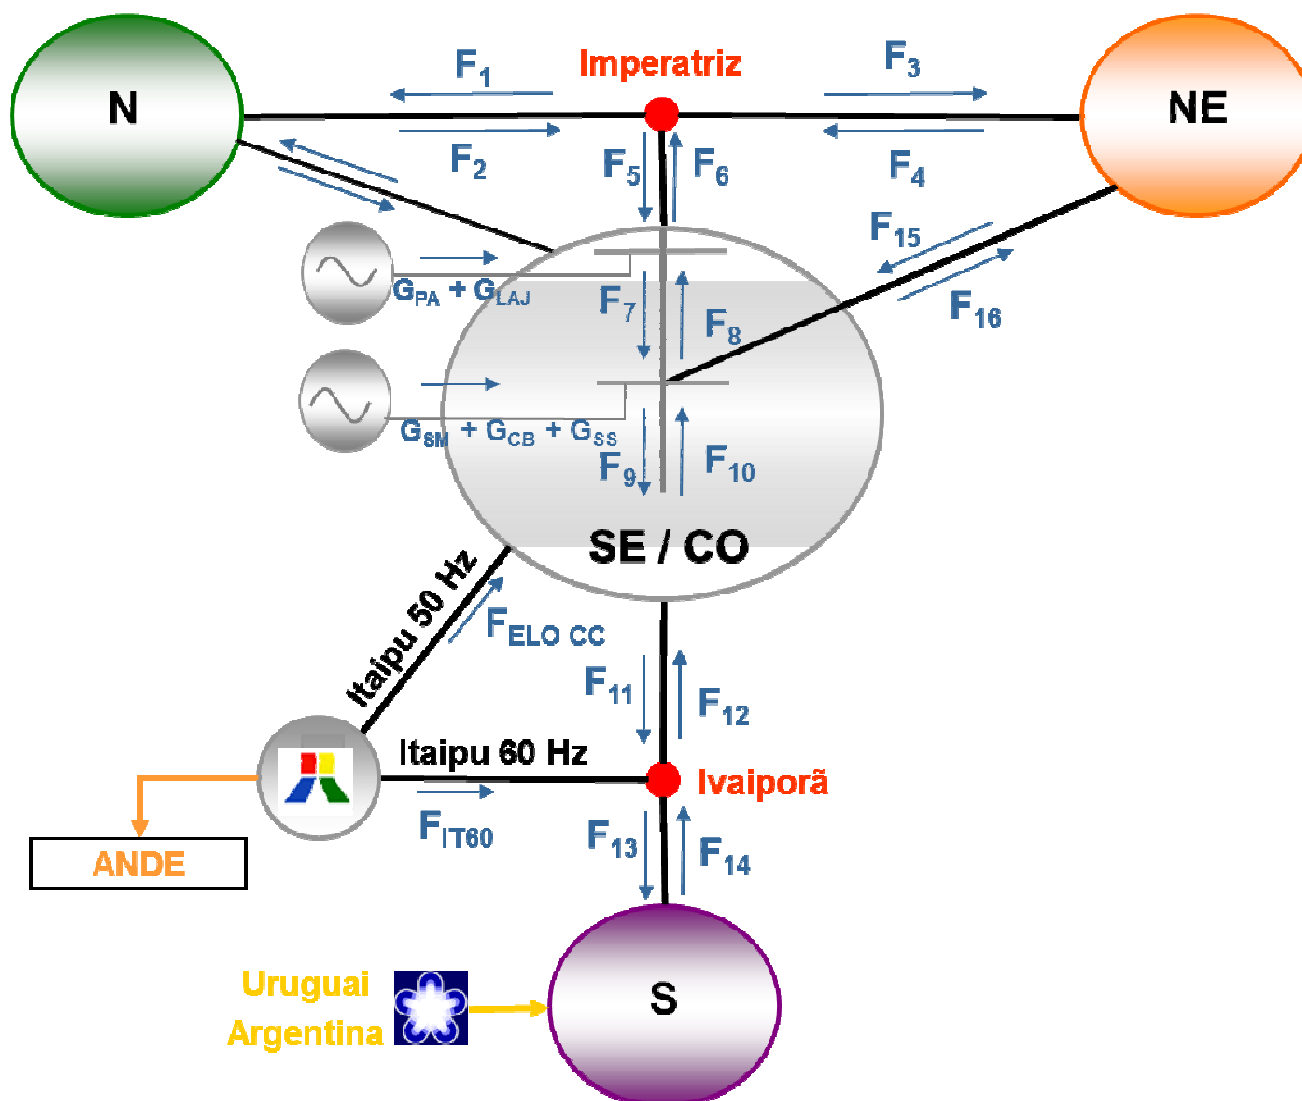 Imperatriz
F1
F3
N
NE
F2
F5
F6
F4
F15
GPA + GLAJ
F7
F8
F16
GSM + GCB + GSS
F9
F10
SE / CO
Itaipu 50 Hz
FELO CC
F11
F12
Itaipu 60 Hz
Ivaiporã
FIT60
F13
F14
ANDE
Uruguai
Argentina
S